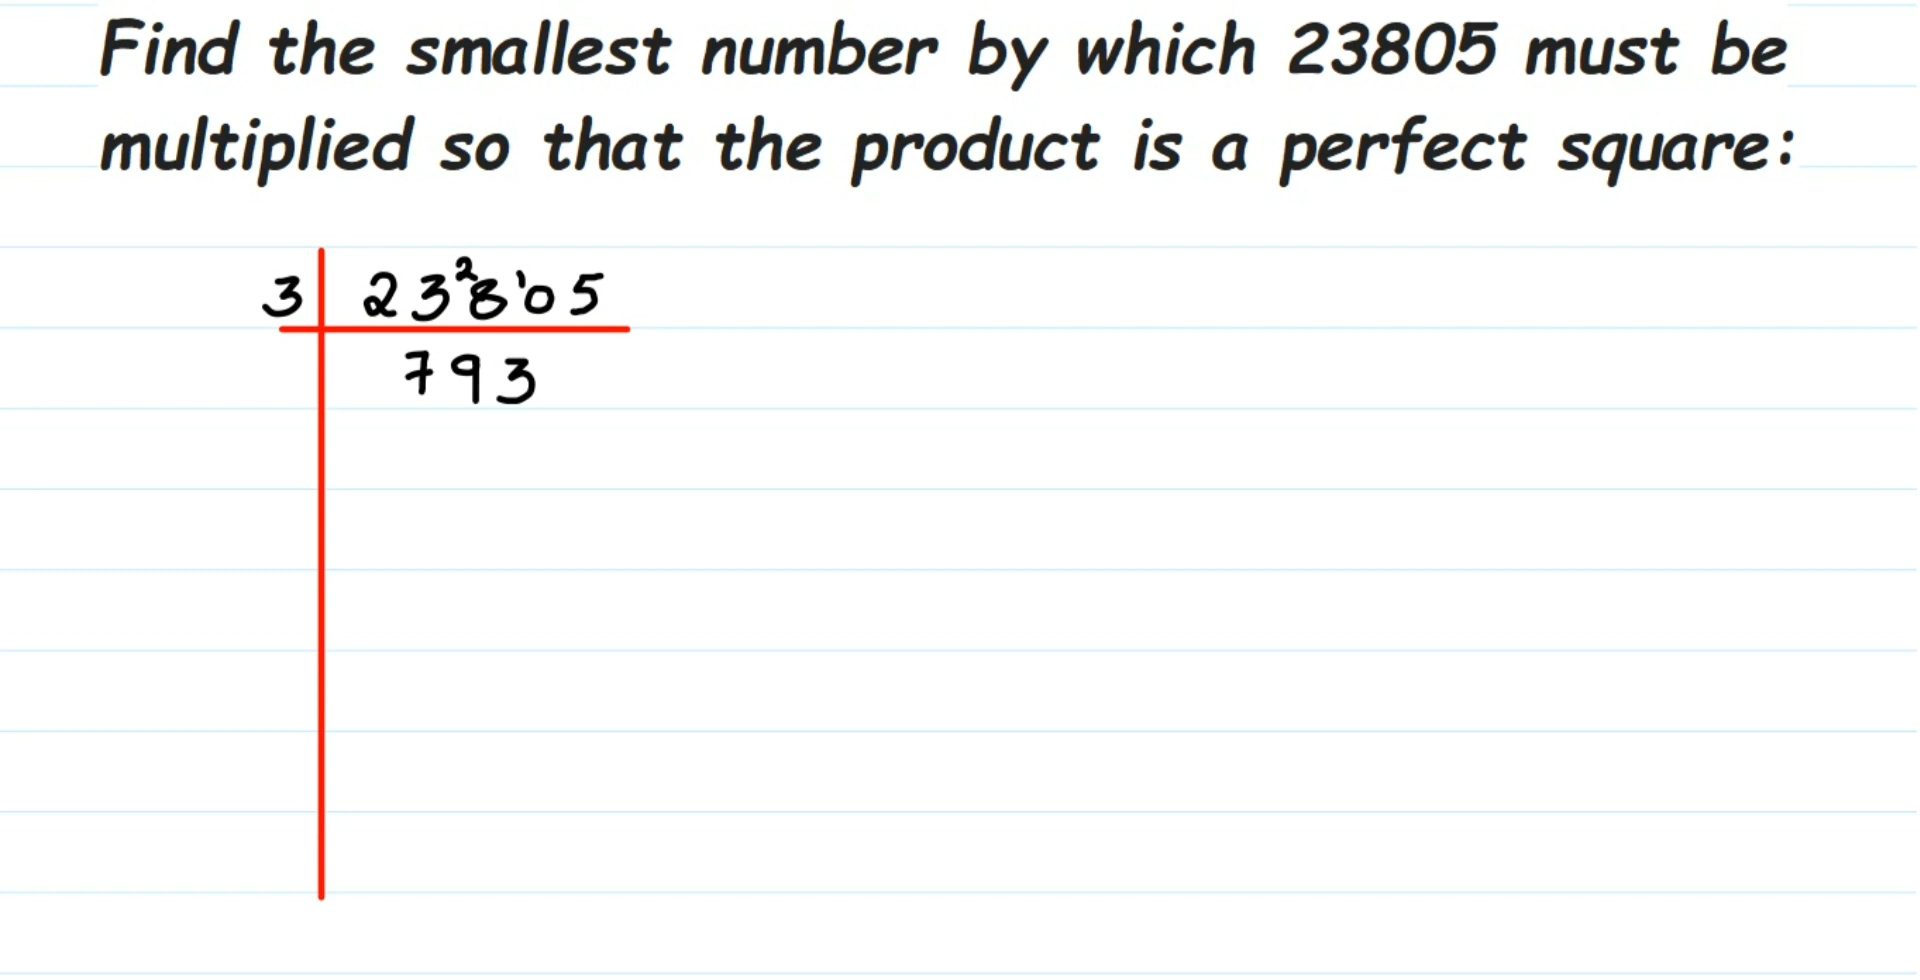 Find the smallest number by which 23805 must be
multiplied so that the product is a perfect square:
3 23²8¹05
793